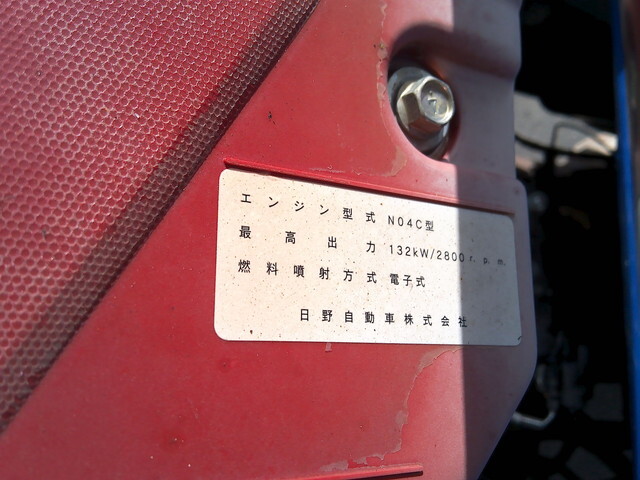 エンジン型式 N04C型
最高出力 132kW/2800r.p.m.
燃料噴射方式 電子式
日野自動車株式会社